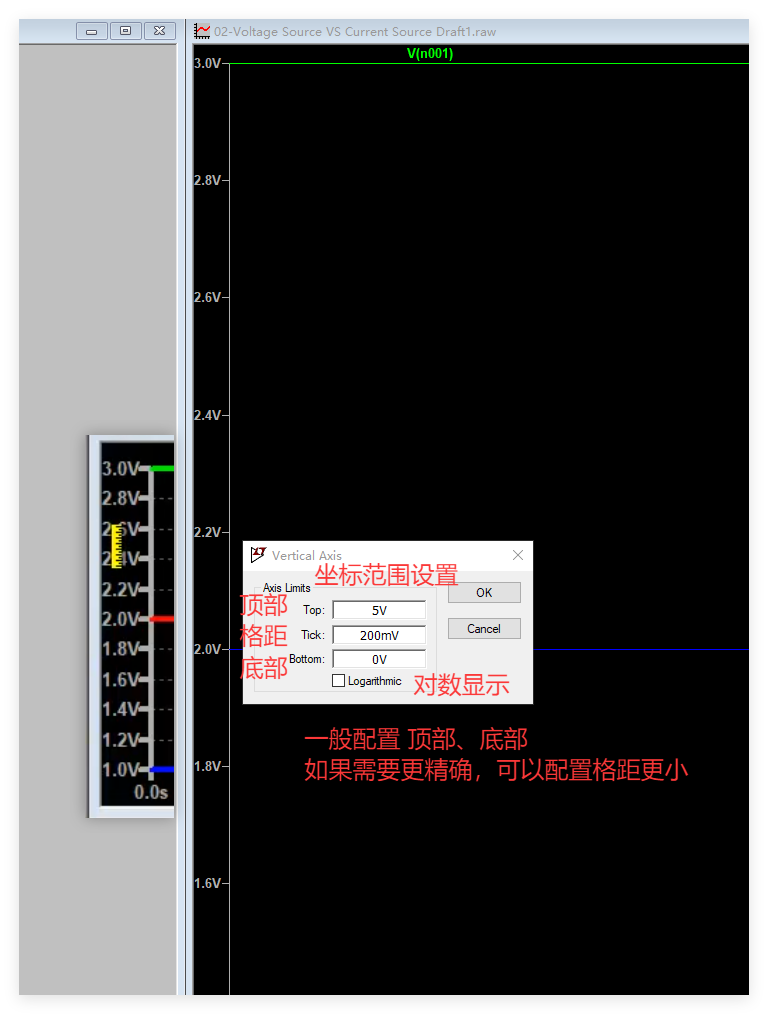 02-Voltage Source VS Current Source Draft1.raw
V(n001)
3.0V
2.8V
2.6V
2.4V
2.2V
2.0V
1.8V
1.6V
3.0V
2.8V
2.2V
2.0V
1.8V
1.6V
1.4V
1.2V
1.0V
0.0s
Vertical Axis
坐标范围设置
Axis Limits
OK
顶部
Top: 5V
格距
Tick: 200mV
Cancel
底部
Bottom: 0V
Logarithmic
对数显示
一般配置 顶部、底部
如果需要更精确，可以配置格距更小